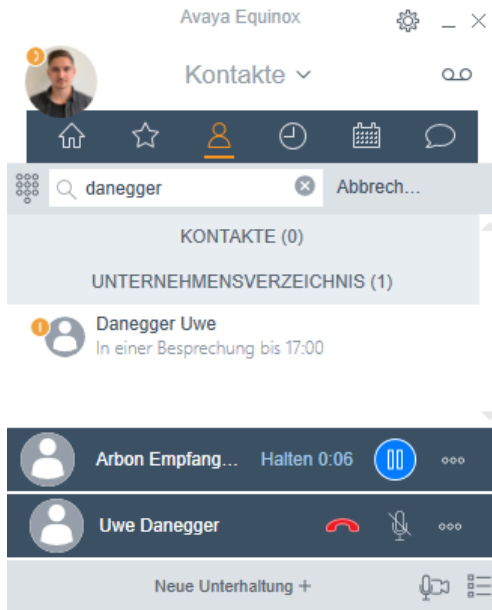 Avaya Equinox
Kontakte
danegger
Abbrech...
KONTAKTE (0)
UNTERNEHMENSVERZEICHNIS (1)
Danegger Uwe
In einer Besprechung bis 17:00
Arbon Empfang... Halten 0:06
Uwe Danegger
Neue Unterhaltung +